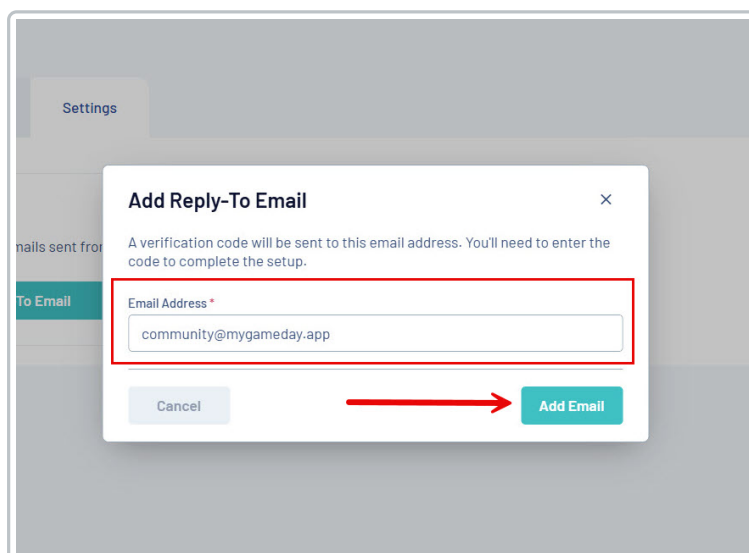 Settings
Add Reply-To Email
A verification code will be sent to this email address. You'll need to enter the
code to complete the setup.
mails sent fro
To Email
Email Address *
community@mygameday.app
Cancel
Add Email